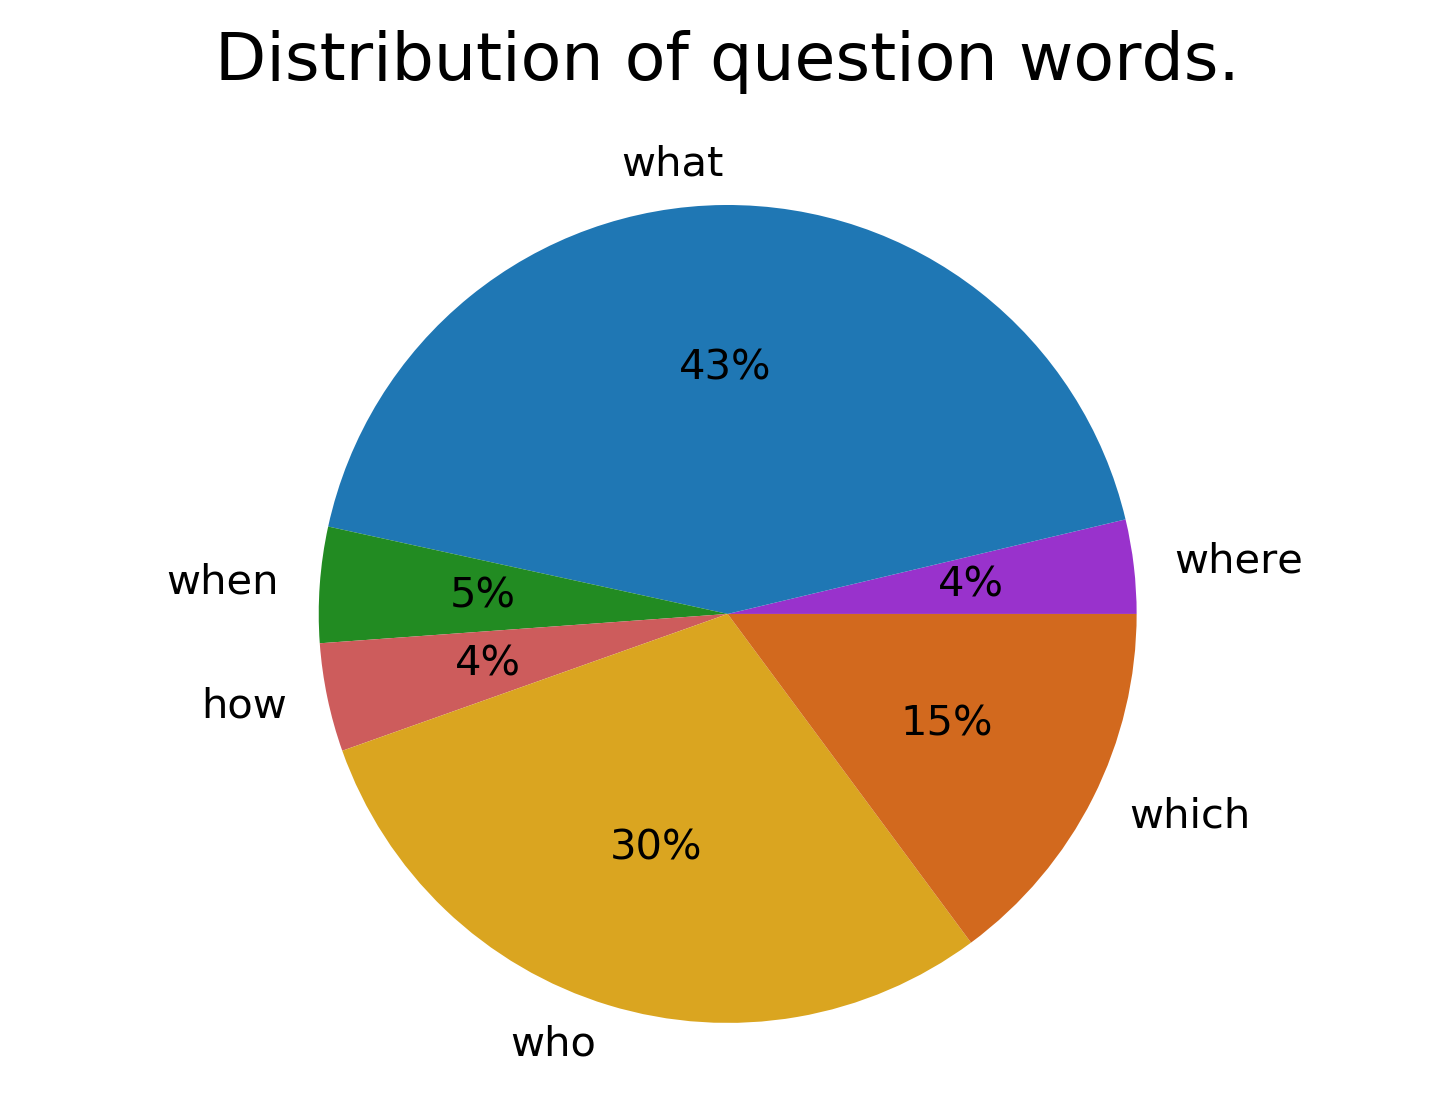 Distribution of question words.
what
43%
where
4%
when
5%
how
4%
15%
which
30%
who